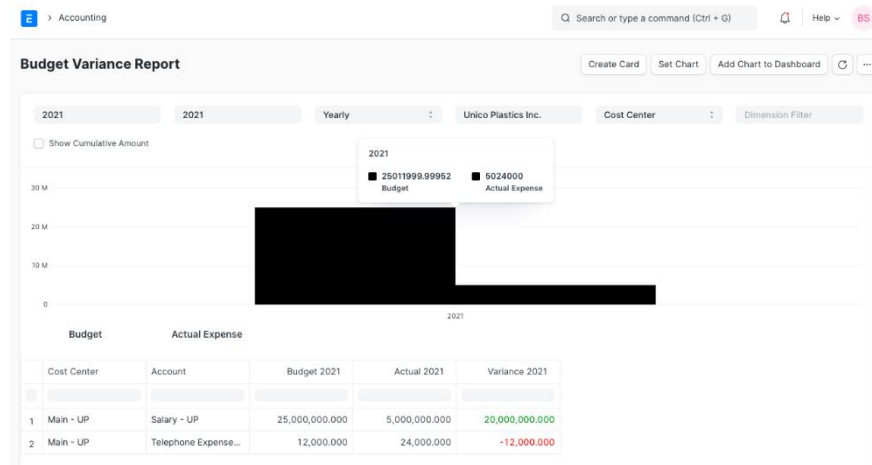 E > Accounting Search or type a command (Ctrl + G) Help BS
Budget Variance Report Create Card Set Chart Add Chart to Dashboard ...
2021 2021 Yearly Unico Plastics Inc. Cost Center Dimension Filter
Show Cumulative Amount
2021
25011999.99952 5024000
Budget Actual Expense
30 M
20 M
10 M
0
2021
Budget Actual Expense
Cost Center Account Budget 2021 Actual 2021 Variance 2021
1 Main - UP Salary - UP 25,000,000.000 5,000,000.000 20,000,000.000
2 Main - UP Telephone Expense... 12,000.000 24,000.000 -12,000.000